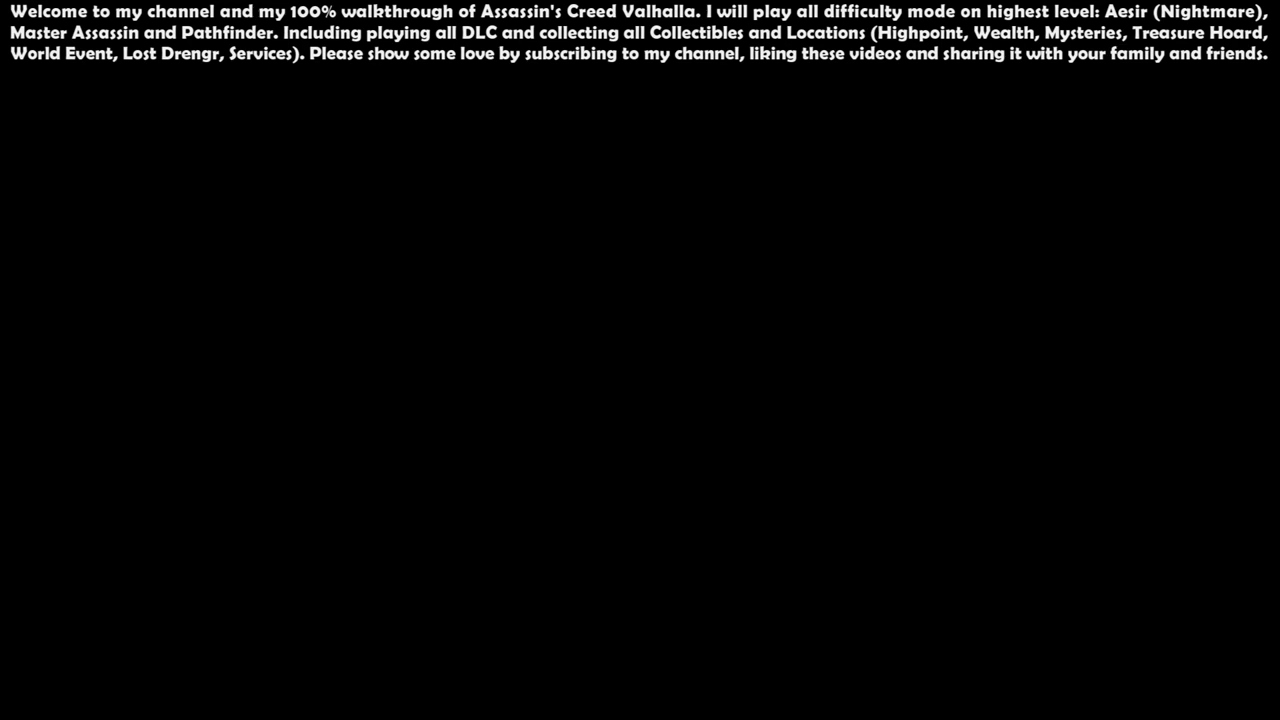 Welcome to my channel and my 100% walkthrough of Assassin's Creed Valhalla. I will play all difficulty mode on highest level: Aesir (Nightmare),
Master Assassin and Pathfinder. Including playing all DLC and collecting all Collectibles and Locations (Highpoint, Wealth, Mysteries, Treasure Hoard,
World Event, Lost Drengr, Services). Please show some love by subscribing to my channel, liking these videos and sharing it with your family and friends.